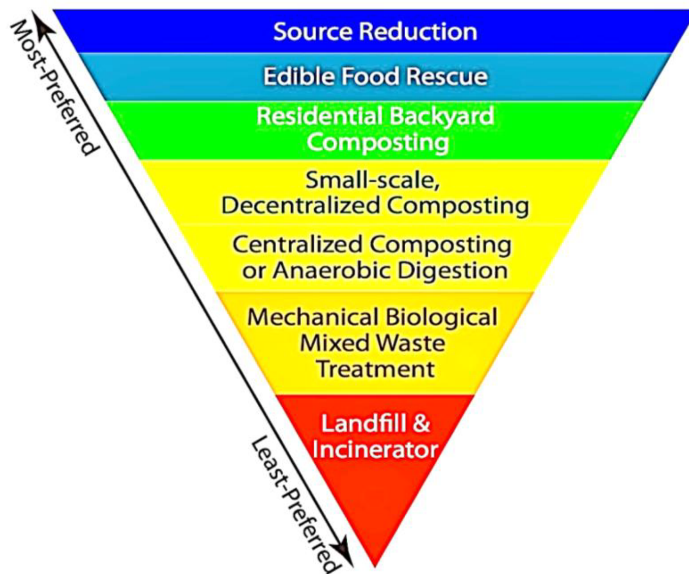 Source Reduction
Edible Food Rescue
Residential Backyard
Composting
Small-scale,
Decentralized Composting
Centralized Composting
or Anaerobic Digestion
Mechanical Biological
Mixed Waste
Treatment
Landfill &
Incinerator
Most-Preferred
Least-Preferred